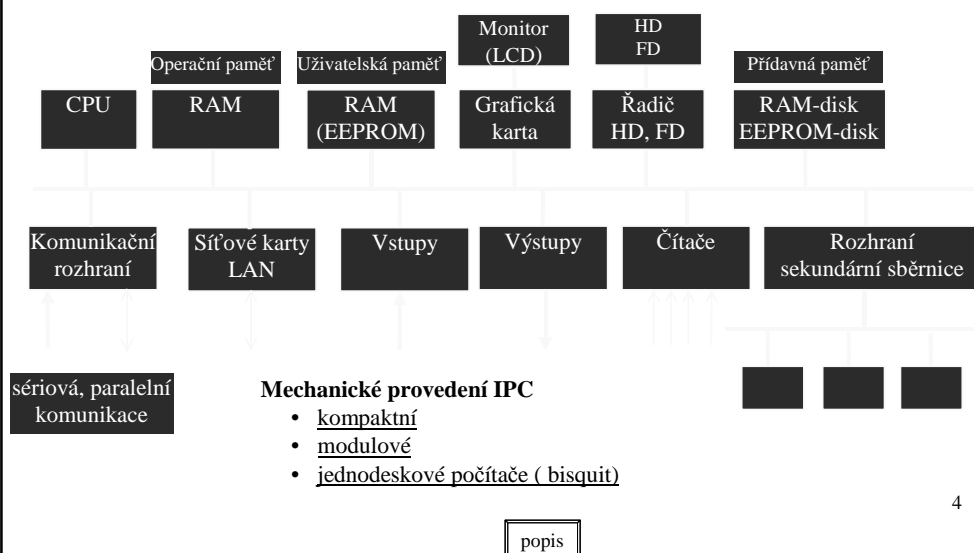 Monitor
(LCD)
HD
FD
Operační paměť
Uživatelská paměť
Přídavná paměť
CPU
RAM
RAM
(EEPROM)
Grafická
karta
Řadič
HD, FD
RAM-disk
EEPROM-disk
Komunikační
rozhraní
Síťové karty
LAN
Vstupy
Výstupy
Čítače
Rozhraní
sekundární sběrnice
sériová, paralelní
komunikace
Mechanické provedení IPC
• kompaktní
• modulové
• jednodeskové počítače ( bisquit)
4
popis